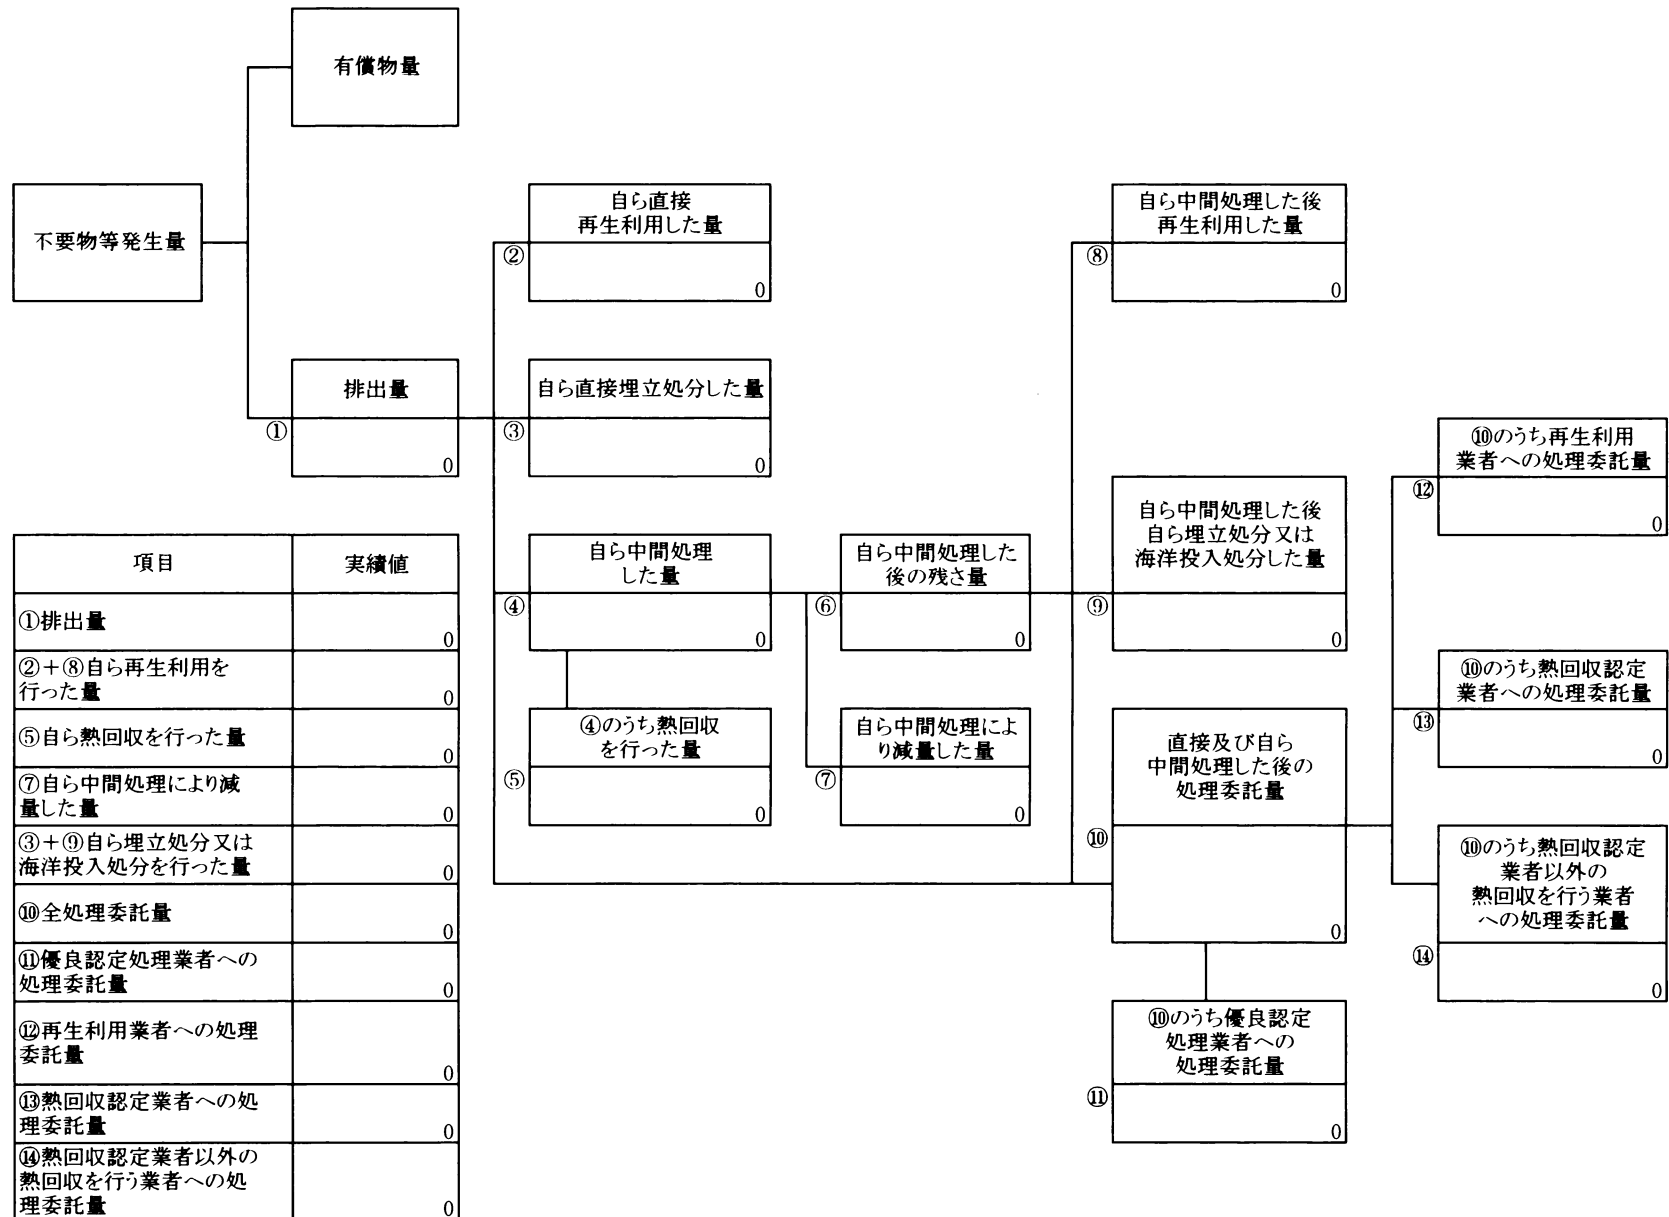 有償物量
不要物等発生量
自ら直接
再生利用した量
②
0
自ら中間処理した後
再生利用した量
⑧
0
排出量
①
0
自ら直接埋立処分した量
③
0
⑩のうち再生利用
業者への処理委託量
⑫
0
自ら中間処理した後
自ら埋立処分又は
海洋投入処分した量
⑨
0
自ら中間処理
した量
④
0
自ら中間処理した
後の残さ量
⑥
0
⑩のうち熱回収認定
業者への処理委託量
⑬
0
④のうち熱回収
を行った量
⑤
0
自ら中間処理によ
り減量した量
⑦
0
直接及び自ら
中間処理した後の
処理委託量
⑩
0
⑩のうち熱回収認定
業者以外の
熱回収を行う業者
への処理委託量
⑭
0
⑩のうち優良認定
処理業者への
処理委託量
⑪
0
項目 実績値
①排出量
0
②+⑧自ら再生利用を
行った量
0
⑤自ら熱回収を行った量
0
⑦自ら中間処理により減
量した量
0
③+⑨自ら埋立処分又は
海洋投入処分を行った量
0
⑩全処理委託量
0
⑪優良認定処理業者への
処理委託量
0
⑫再生利用業者への処理
委託量
0
⑬熱回収認定業者への処
理委託量
0
⑭熱回収認定業者以外の
熱回収を行う業者への処
理委託量
0